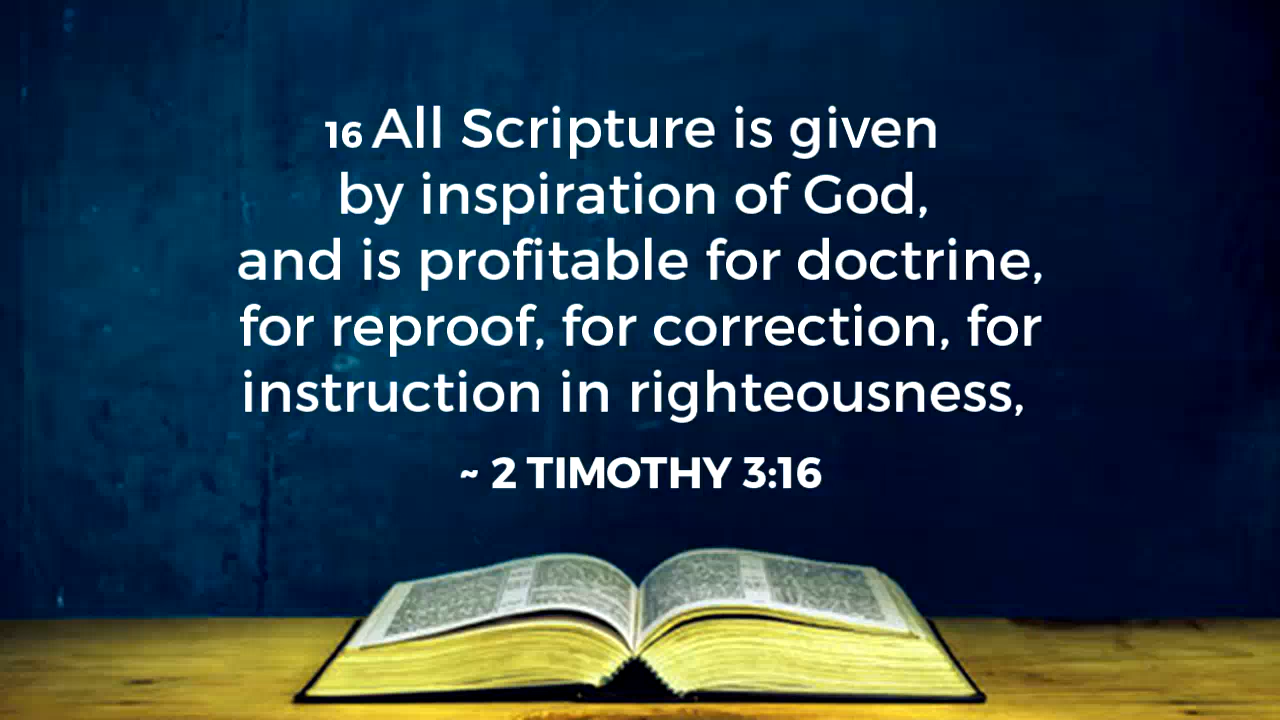 16 All Scripture is given
by inspiration of God,
and is profitable for doctrine,
for reproof, for correction, for
instruction in righteousness,
~ 2 TIMOTHY 3:16